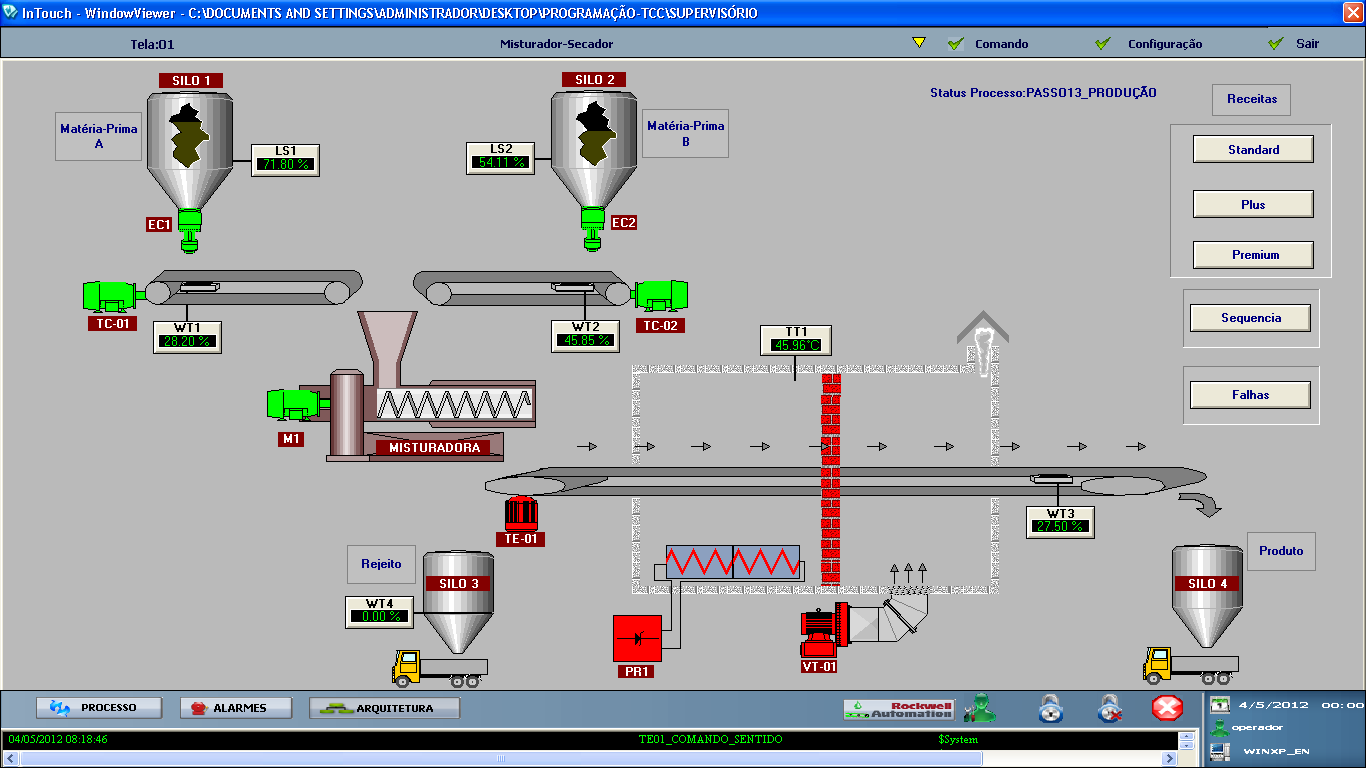 InTouch - WindowViewer - C:\DOCUMENTS AND SETTINGS\ADMINISTRADOR\DESKTOP\PROGRAMAÇÃO-TCC\SUPERVISÓRIO
Tela:01
Misturador-Secador
Comando
Configuração
Sair
SILO 1
SILO 2
Status Processo:PASSO13_PRODUÇÃO
Receitas
Matéria-Prima
A
Matéria-Prima
B
LS1
71.80 %
LS2
54.11 %
Standard
Plus
Premium
EC1
EC2
TC-01
WT1
28.20 %
WT2
45.85 %
TC-02
Sequencia
TT1
45.96°C
Falhas
M1
MISTURADORA
TE-01
WT3
27.50 %
Rejeito
SILO 3
WT4
0.00 %
Produto
SILO 4
PR1
VT-01
PROCESSO
ALARMES
ARQUITETURA
Rockwell
Automation
4/5/2012 00:00
operador
WINXP_EN
04/05/2012 08:18:46
TE01_COMANDO_SENTIDO
$System